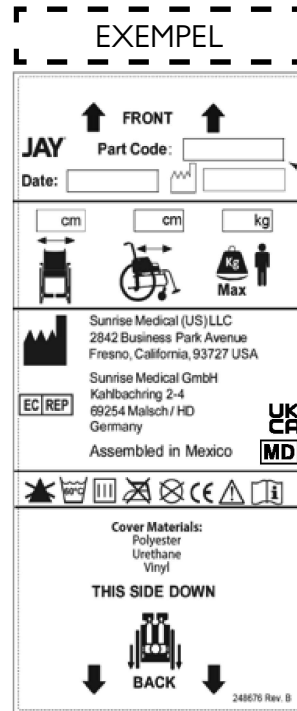 EXEMPEL
FRONT
JAY
Part Code:
Date:
cm cm kg
Kg
Max
Sunrise Medical (US) LLC
2842 Business Park Avenue
Fresno, California, 93727 USA
Sunrise Medical GmbH
Kahlbachring 2-4
EC REP
69254 Malsch / HD
Germany
UK
CA
Assembled in Mexico
MD
60°C
CE
i
Cover Materials:
Polyester
Urethane
Vinyl
THIS SIDE DOWN
BACK
248676 Rev. B